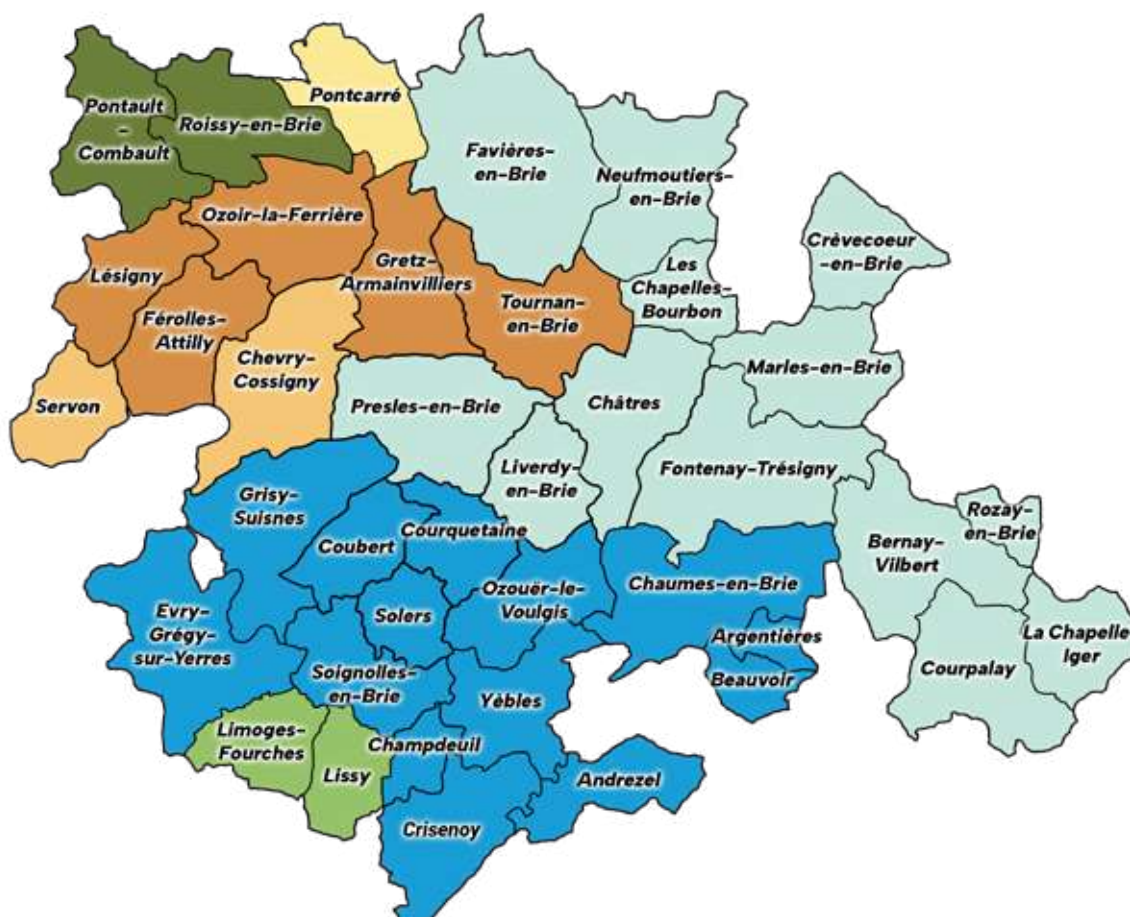 Pontcarré
Pontault
-
Combault
Roissy-en-Brie
Favières-
en-Brie
Neufmoutiers-
en-Brie
Ozoir-la-Ferrière
Crèvecoeur
-en-Brie
Lésigny
Gretz-
Armainvilliers
Les
Chapelles-
Bourbon
Tournan-
en-Brie
Férolles-
Attilly
Chevry-
Cossigny
Marles-en-Brie
Servon
Presles-en-Brie
Châtres
Liverdy-
en-Brie
Fontenay-Trésigny
Grisy-
Suisnes
Rozay-
en-Brie
Courquetaine
Coubert
Bernay-
Vilbert
Ozouër-le-
Voulgis
Chaumes-en-Brie
Evry-
Grégy-
sur-Yerres
Solers
Argentières
La Chapelle
Iger
Courpalay
Soignolles-
en-Brie
Beauvoir
Yèbles
Limoges-
Fourches
Champdeuil
Lissy
Andrezel
Crisenoy